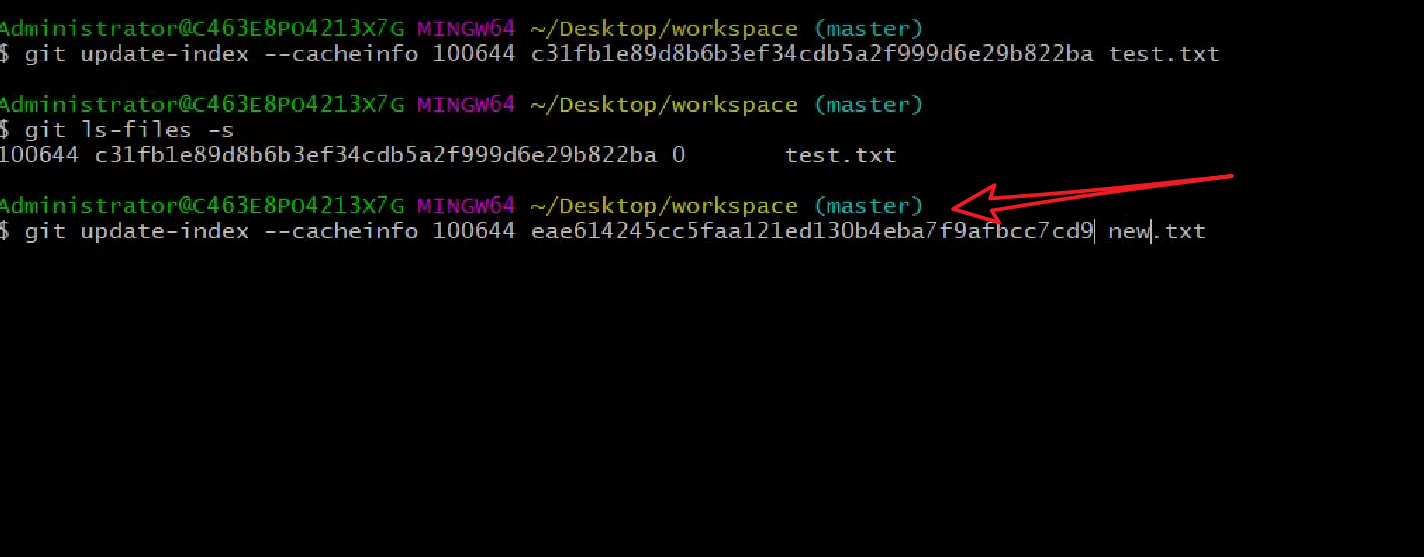 Administrator@C463E8PO4213X7G MINGW64 ~/Desktop/workspace (master)
$ git update-index --cacheinfo 100644 c31fb1e89d8b6b3ef34cdb5a2f999d6e29b822ba test.txt
Administrator@C463E8PO4213X7G MINGW64 ~/Desktop/workspace (master)
$ git ls-files -s
100644 c31fb1e89d8b6b3ef34cdb5a2f999d6e29b822ba 0 test.txt
Administrator@C463E8PO4213X7G MINGW64 ~/Desktop/workspace (master)
$ git update-index --cacheinfo 100644 eae614245cc5faa121ed130b4eba7f9afbcc7cd9 new.txt